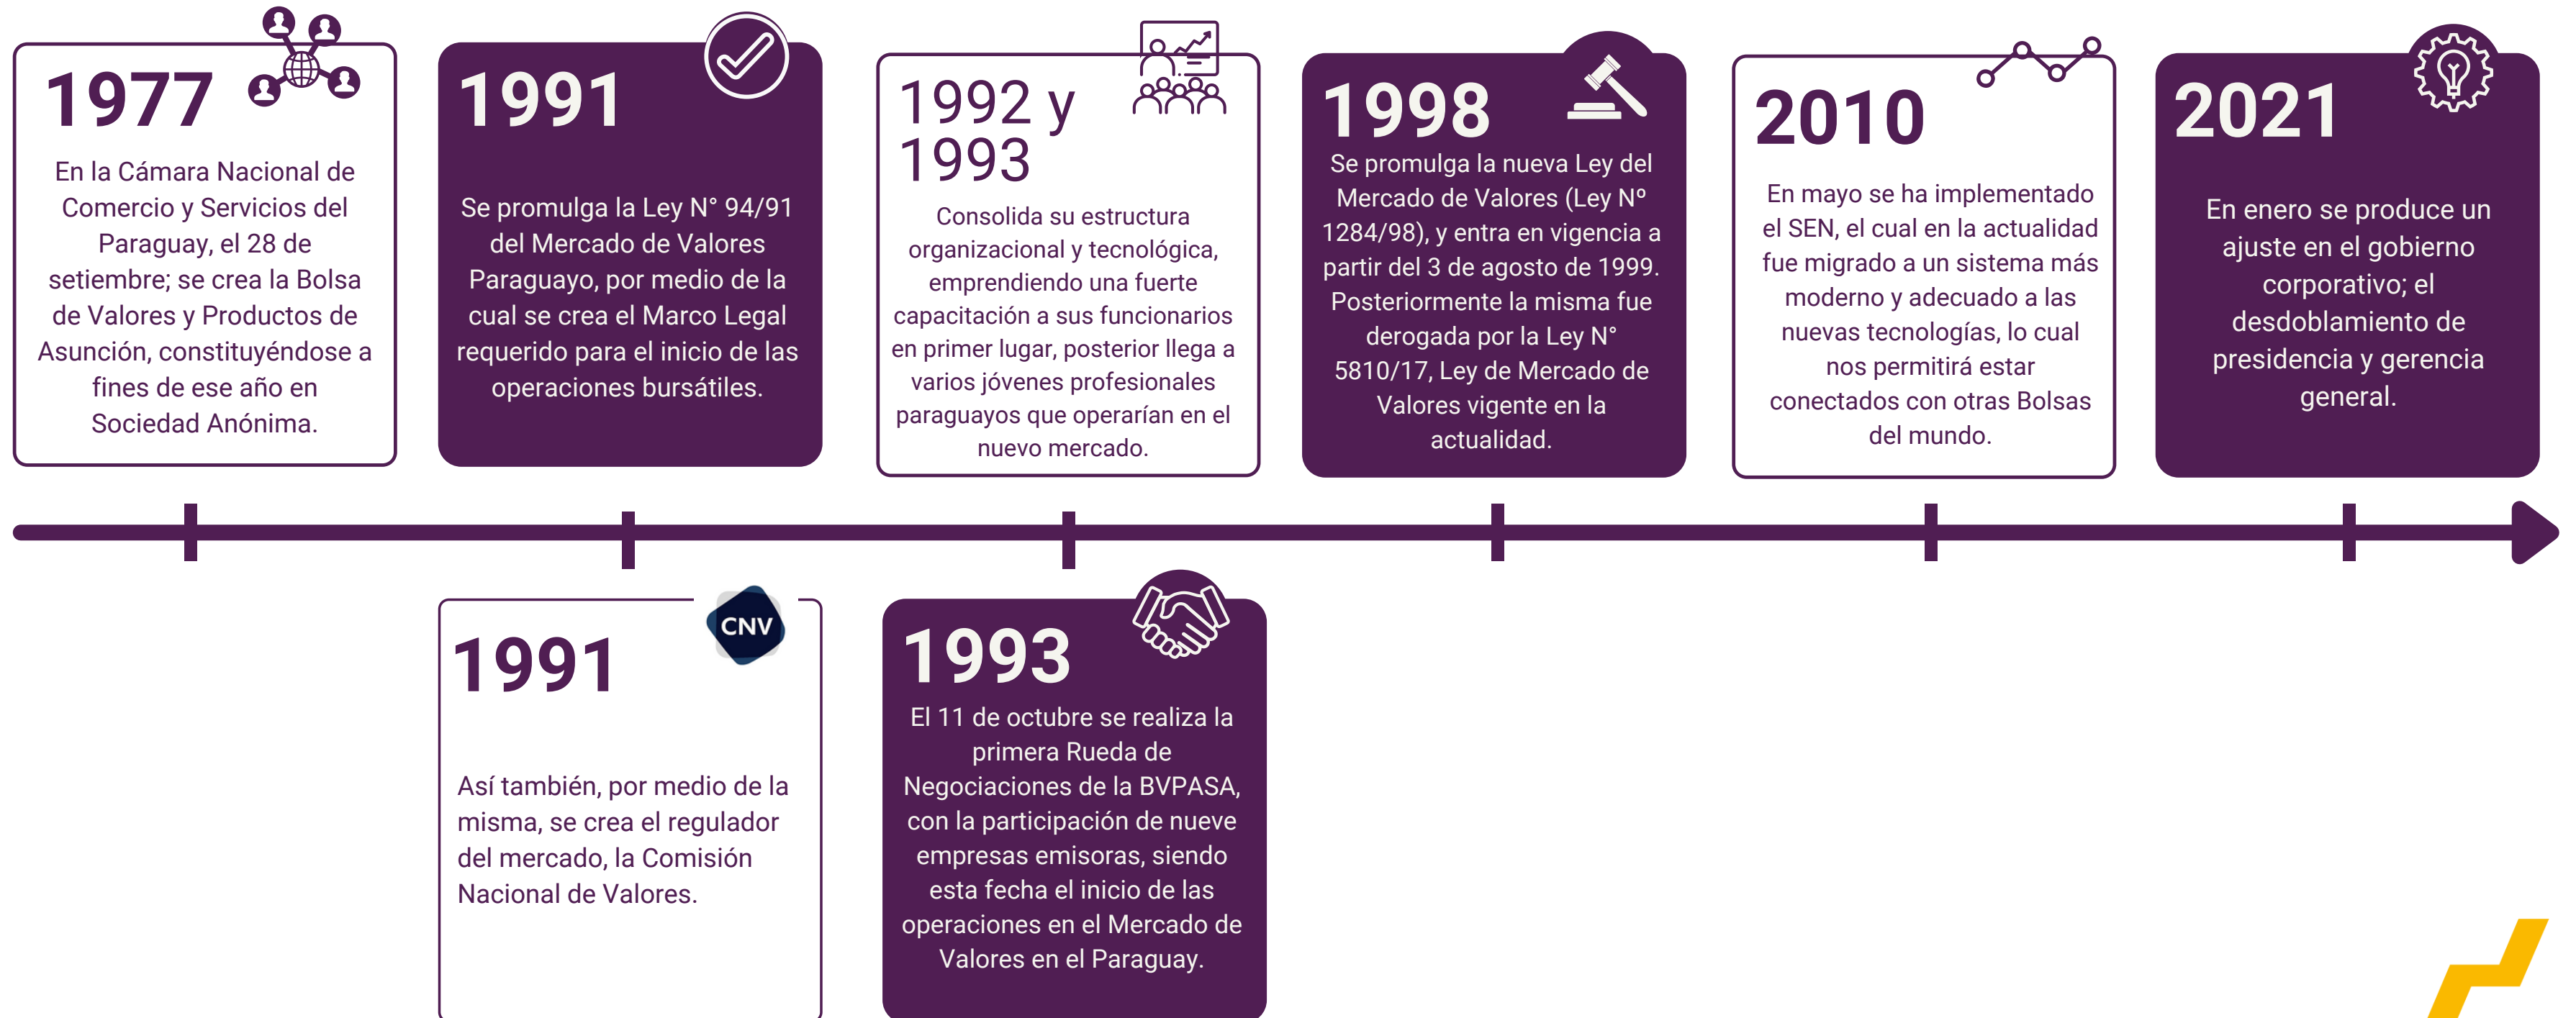 1977
En la Cámara Nacional de
Comercio y Servicios del
Paraguay, el 28 de
setiembre; se crea la Bolsa
de Valores y Productos de
Asunción, constituyéndose a
fines de ese año en
Sociedad Anónima.
1991
Se promulga la Ley N° 94/91
del Mercado de Valores
Paraguayo, por medio de la
cual se crea el Marco Legal
requerido para el inicio de las
operaciones bursátiles.
1992 y
1993
Consolida su estructura
organizacional y tecnológica,
emprendiendo una fuerte
capacitación a sus funcionarios
en primer lugar, posterior llega a
varios jóvenes profesionales
paraguayos que operarían en el
nuevo mercado.
1998
Se promulga la nueva Ley del
Mercado de Valores (Ley Nº
1284/98), y entra en vigencia a
partir del 3 de agosto de 1999.
Posteriormente la misma fue
derogada por la Ley N°
5810/17, Ley de Mercado de
Valores vigente en la
actualidad.
2010
En mayo se ha implementado
el SEN, el cual en la actualidad
fue migrado a un sistema más
moderno y adecuado a las
nuevas tecnologías, lo cual
nos permitirá estar
conectados con otras Bolsas
del mundo.
2021
En enero se produce un
ajuste en el gobierno
corporativo; el
desdoblamiento de
presidencia y gerencia
general.
1991
CNV
Así también, por medio de la
misma, se crea el regulador
del mercado, la Comisión
Nacional de Valores.
1993
El 11 de octubre se realiza la
primera Rueda de
Negociaciones de la BVPASA,
con la participación de nueve
empresas emisoras, siendo
esta fecha el inicio de las
operaciones en el Mercado de
Valores en el Paraguay.